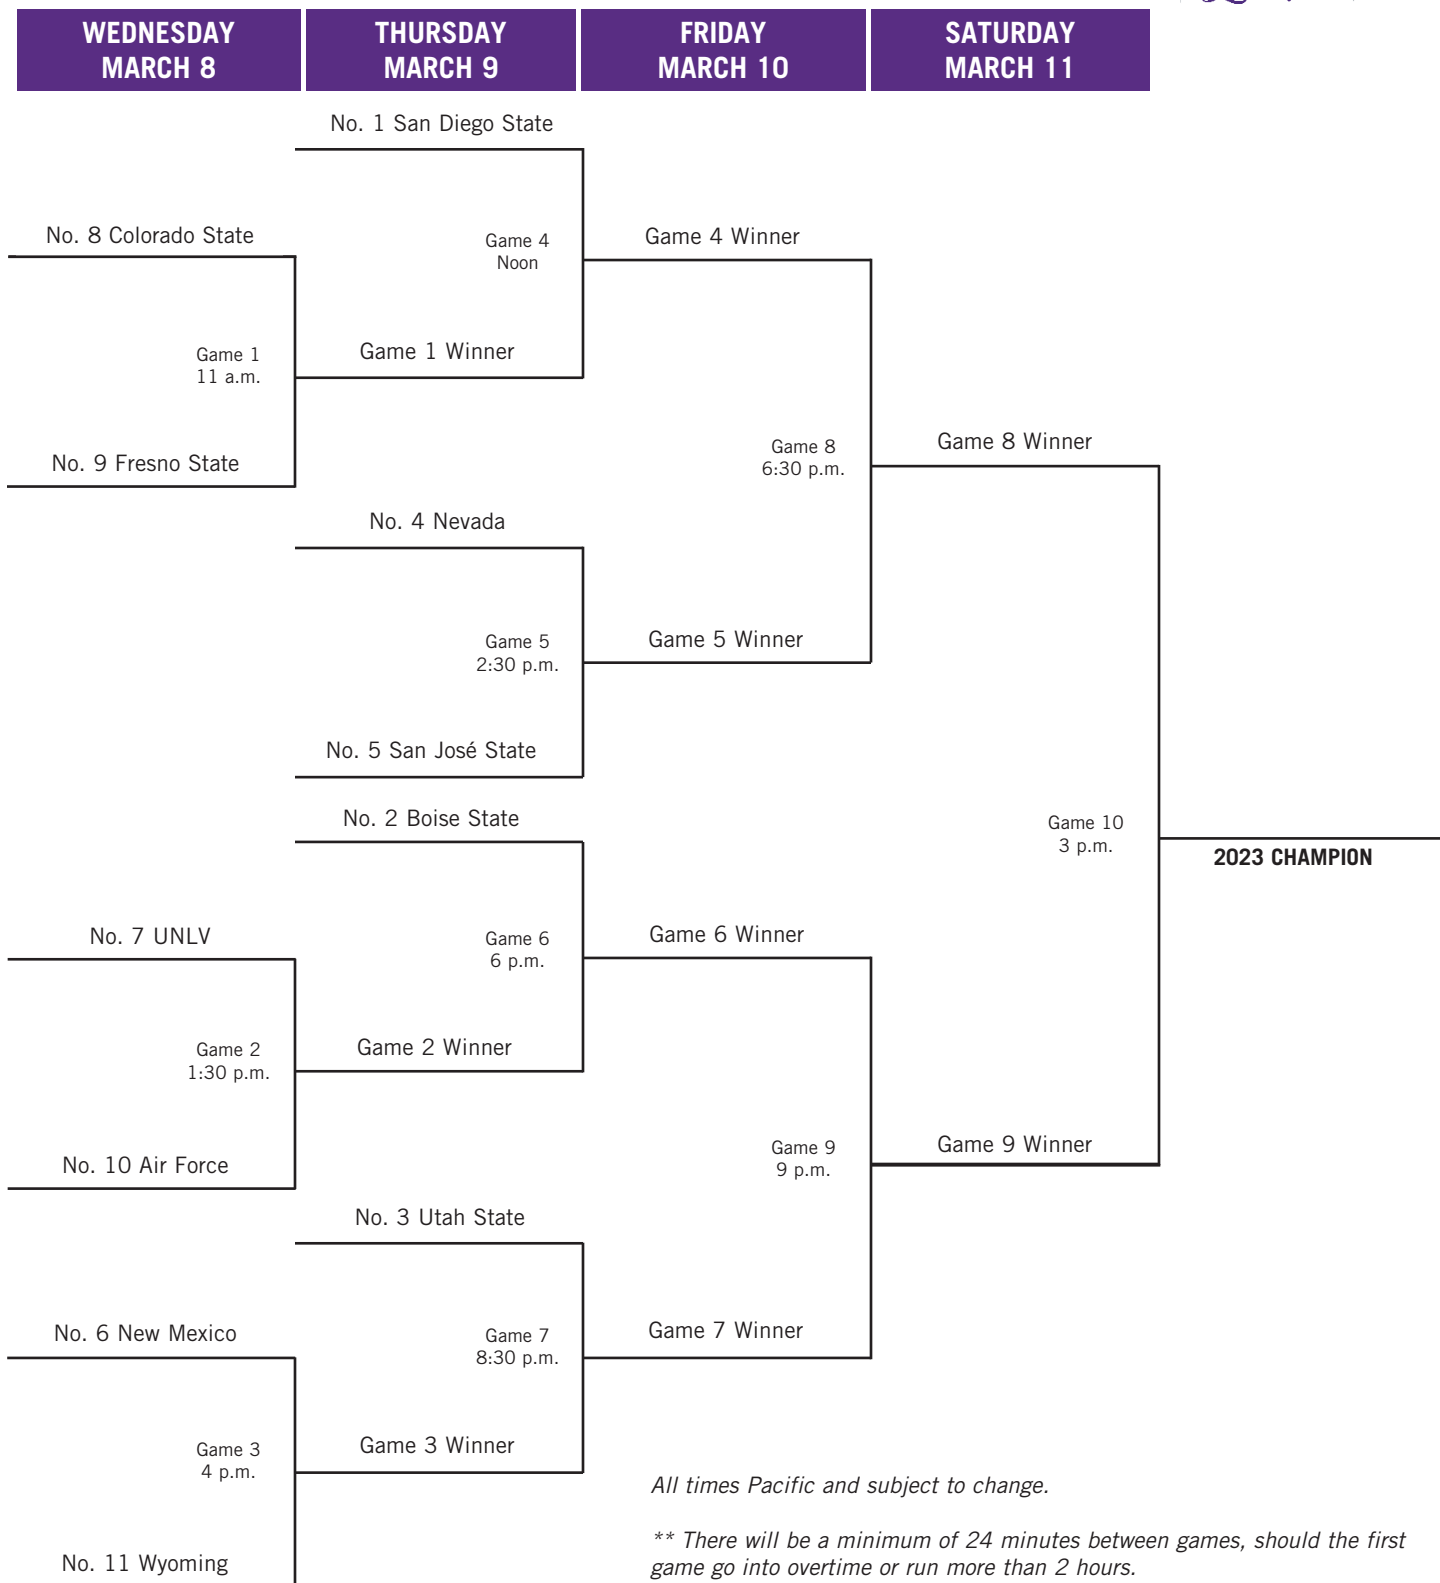 WEDNESDAY
MARCH 8
THURSDAY
MARCH 9
FRIDAY
MARCH 10
SATURDAY
MARCH 11
No. 1 San Diego State
No. 8 Colorado State
Game 4
Noon
Game 4 Winner
Game 1
11 a.m.
Game 1 Winner
No. 9 Fresno State
Game 8
6:30 p.m.
Game 8 Winner
No. 4 Nevada
Game 5
2:30 p.m.
Game 5 Winner
No. 5 San José State
No. 2 Boise State
Game 10
3 p.m.
2023 CHAMPION
No. 7 UNLV
Game 6
6 p.m.
Game 6 Winner
Game 2
1:30 p.m.
Game 2 Winner
No. 10 Air Force
Game 9
9 p.m.
Game 9 Winner
No. 3 Utah State
No. 6 New Mexico
Game 7
8:30 p.m.
Game 7 Winner
Game 3
4 p.m.
Game 3 Winner
No. 11 Wyoming
All times Pacific and subject to change.
** There will be a minimum of 24 minutes between games, should the first
game go into overtime or run more than 2 hours.